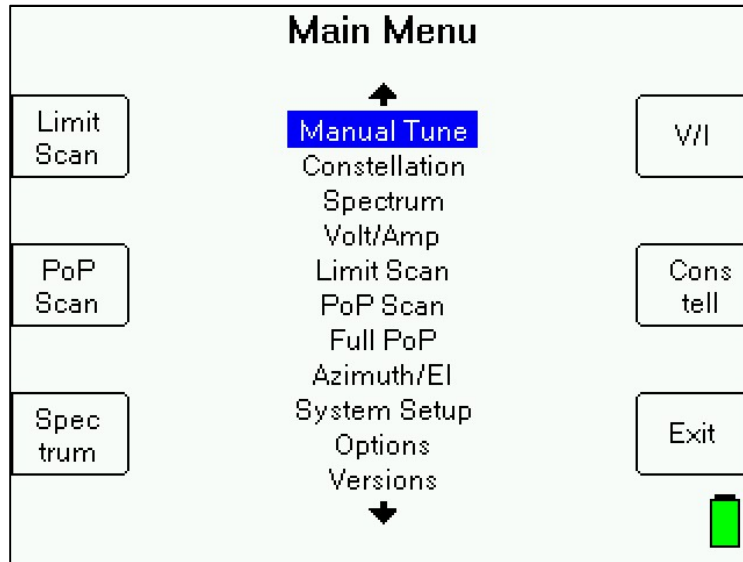 Main Menu
Limit
Scan
PoP
Scan
Spec
trum
Manual Tune
Constellation
Spectrum
Volt/Amp
Limit Scan
PoP Scan
Full PoP
Azimuth/El
System Setup
Options
Versions
V/I
Cons
tell
Exit